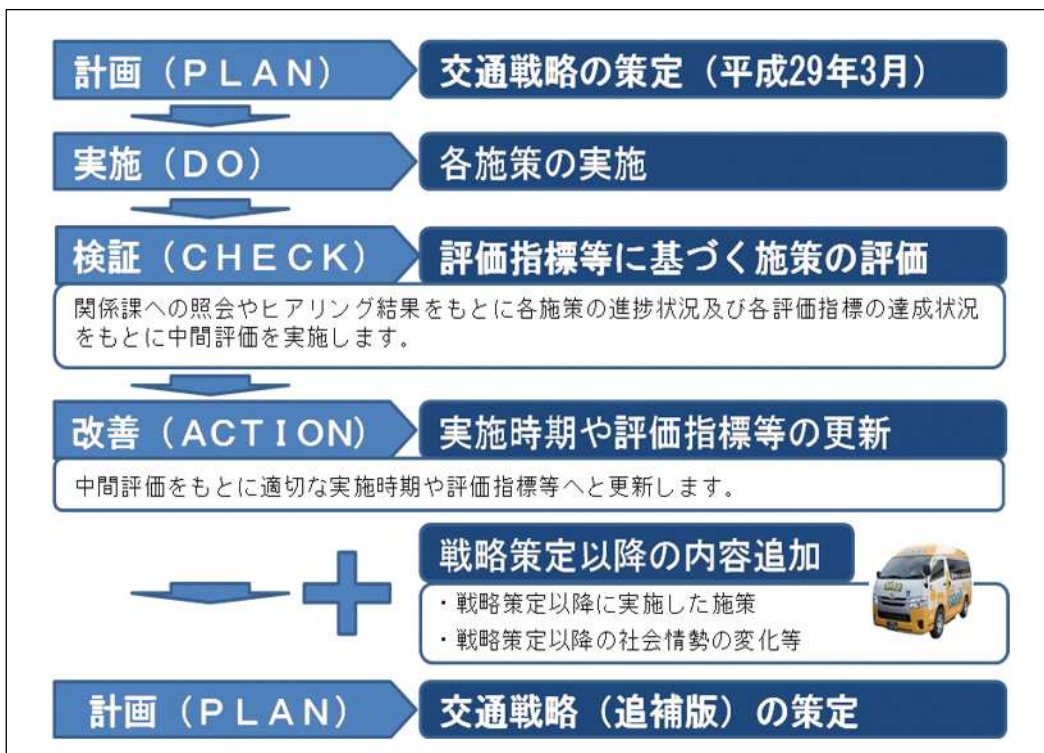 計画（ＰＬＡＮ）
交通戦略の策定（平成29年3月）
実施（ＤＯ）
各施策の実施
検証（ＣＨＥＣＫ）
評価指標等に基づく施策の評価
関係課への照会やヒアリング結果をもとに各施策の進捗状況及び各評価指標の達成状況
をもとに中間評価を実施します。
改善（ACTION）
実施時期や評価指標等の更新
中間評価をもとに適切な実施時期や評価指標等へと更新します。
戦略策定以降の内容追加
・戦略策定以降に実施した施策
・戦略策定以降の社会情勢の変化等
計画（ＰＬＡＮ）
交通戦略（追補版）の策定